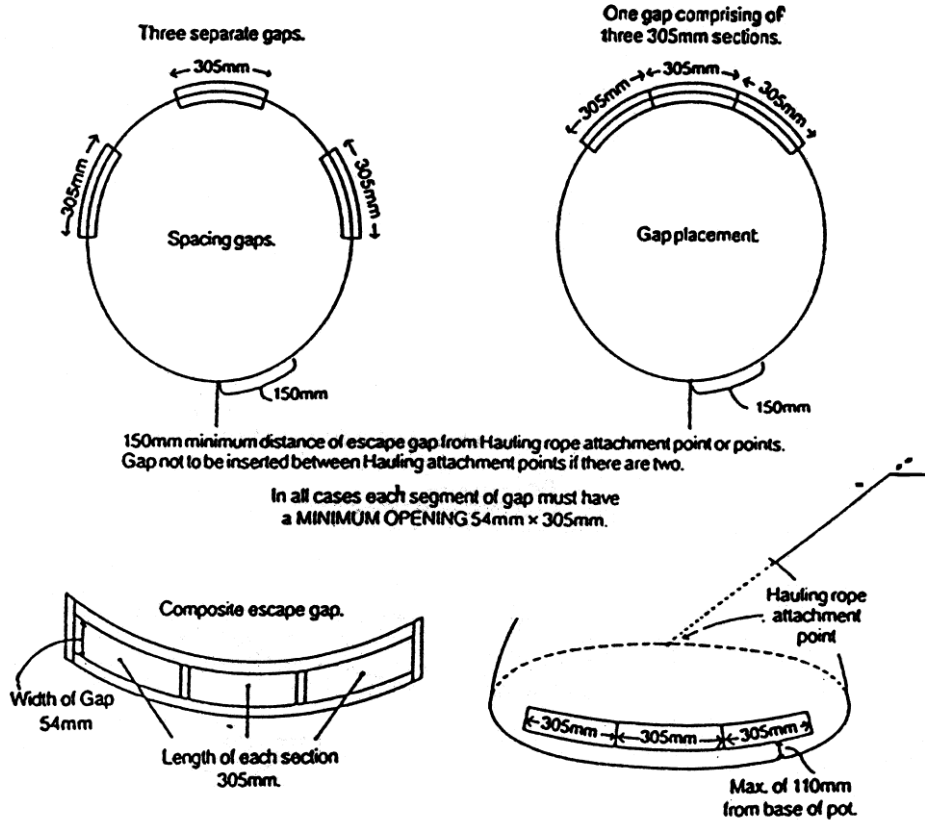 Three separate gaps.
305mm
305mm
305mm
Spacing gaps.
150mm
One gap comprising of
three 305mm sections.
305mm
305mm
305mm
Gap placement.
150mm
150mm minimum distance of escape gap from Hauling rope attachment point or points.
Gap not to be inserted between Hauling attachment points if there are two.
In all cases each segment of gap must have
a MINIMUM OPENING 54mm × 305mm.
Composite escape gap.
Width of Gap
54mm
Length of each section
305mm.
Hauling rope
attachment
point
305mm
305mm
305mm
Max. of 110mm
from base of pot.